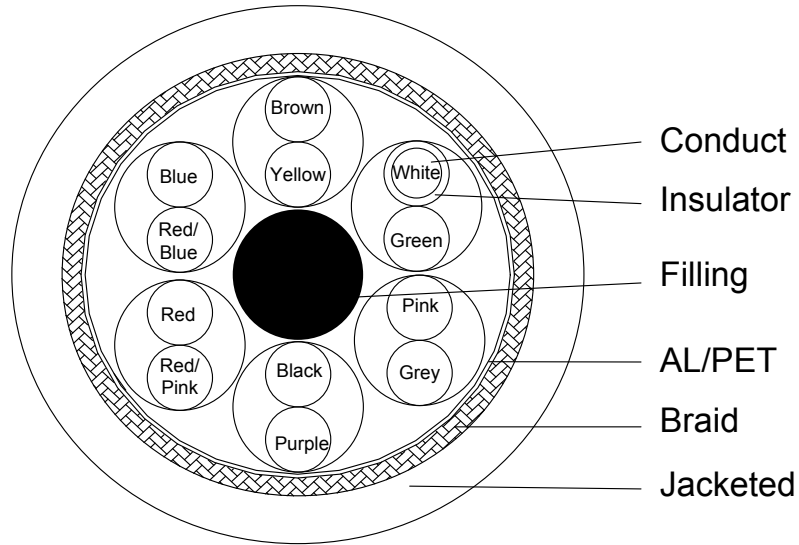 Brown
Yellow
Blue
Red/
Blue
White
Green
Red
Red/
Pink
Pink
Grey
Black
Purple
Conduct
Insulator
Filling
AL/PET
Braid
Jacketed